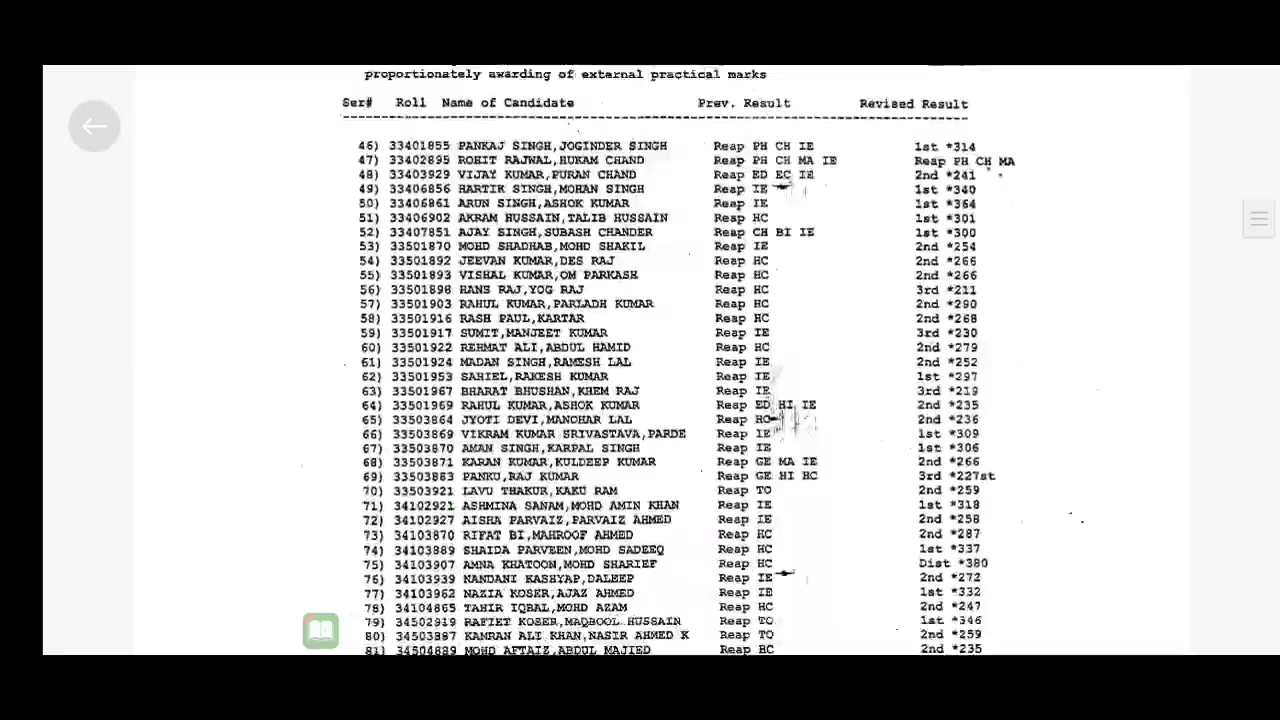 proportionately awarding of external practical marks
Ser# Roll Name of Candidate Prev. Result Revised Result
46) 33401855 PANKAJ SINGH,JOGINDER SINGH Reap PH CH IE 1st *314
47) 33402895 ROHIT RAJWAL,HUKAM CHAND Reap PH CH MA IE Reap PH CH MA
48) 33403929 VIJAY KUMAR,PURAN CHAND Reap ED EC IE 2nd *241
49) 33406856 HARTIK SINGH,MOHAN SINGH Reap IE 1st *340
50) 33406861 ARUN SINGH,ASHOK KUMAR Reap IE 1st *364
51) 33406902 AKRAM HUSSAIN,TALIB HUSSAIN Reap HC 1st *301
52) 33407851 AJAY SINGH,SUBASH CHANDER Reap CH BI IE 1st *300
53) 33501870 MOHD SHADHAB,MOHD SHAKIL Reap IE 2nd *254
54) 33501892 JEEVAN KUMAR,DES RAJ Reap HC 2nd *266
55) 33501893 VISHAL KUMAR,OM PARKASH Reap HC 2nd *266
56) 33501898 HANS RAJ,YOG RAJ Reap HC 3rd *211
57) 33501903 RAHUL KUMAR,PARLADH KUMAR Reap HC 2nd *290
58) 33501916 RASH PAUL,KARTAR Reap HC 2nd *268
59) 33501917 SUMIT,MANJEET KUMAR Reap IE 3rd *230
60) 33501922 REHMAT ALI,ABDUL HAMID Reap HC 2nd *279
61) 33501924 MADAN SINGH,RAMESH LAL Reap IE 2nd *252
62) 33501953 SAHIEL,RAKESH KUMAR Reap IE 1st *297
63) 33501967 BHARAT BHUSHAN,KHEM RAJ Reap IE 3rd *219
64) 33501969 RAHUL KUMAR,ASHOK KUMAR Reap ED HI IE 2nd *235
65) 33503864 JYOTI DEVI,MANOHAR LAL Reap HC 2nd *236
66) 33503869 VIKRAM KUMAR SRIVASTAVA,PARDE Reap IE 1st *309
67) 33503870 AMAN SINGH,KARPAL SINGH Reap IE 1st *306
68) 33503871 KARAN KUMAR,KULDEEP KUMAR Reap GE MA IE 2nd *266
69) 33503883 PANKU,RAJ KUMAR Reap GE HI HC 3rd *227st
70) 33503921 LAVU THAKUR,KAKU RAM Reap TO 2nd *259
71) 34102921 ASHMINA SANAM,MOHD AMIN KHAN Reap IE 1st *318
72) 34102927 AISHA PARVAIZ,PARVAIZ AHMED Reap IE 2nd *258
73) 34103870 RIFAT BI,MAHROOF AHMED Reap HC 2nd *287
74) 34103889 SHAIDA PARVEEN,MOHD SADEEQ Reap HC 1st *337
75) 34103907 AMNA KHATOON,MOHD SHARIEF Reap HC Dist *380
76) 34103939 NANDANI KASHYAP,DALEEP Reap IE 2nd *272
77) 34103962 NAZIA KOSER,AJAZ AHMED Reap IE 1st *332
78) 34104865 TAHIR IQBAL,MOHD AZAM Reap HC 2nd *247
79) 34502919 RAFIET KOSER,MAQBOOL HUSSAIN Reap TO 1st *346
80) 34503887 KAMRAN ALI KHAN,NASIR AHMED K Reap TO 2nd *259
81) 34504889 MOHD AFTAIZ,ABDUL MAJIED Reap HC 2nd *235